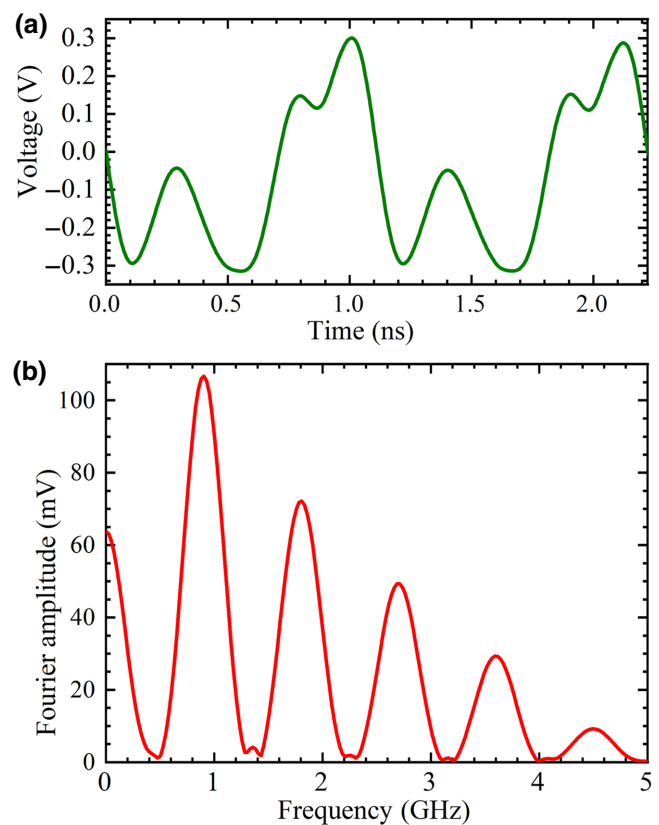 (a)
Voltage (V)
0.3
0.2
0.1
0.0
−0.1
−0.2
−0.3
0.0 0.5 1.0 1.5 2.0
Time (ns)
(b)
Fourier amplitude (mV)
100
80
60
40
20
0
0 1 2 3 4 5
Frequency (GHz)